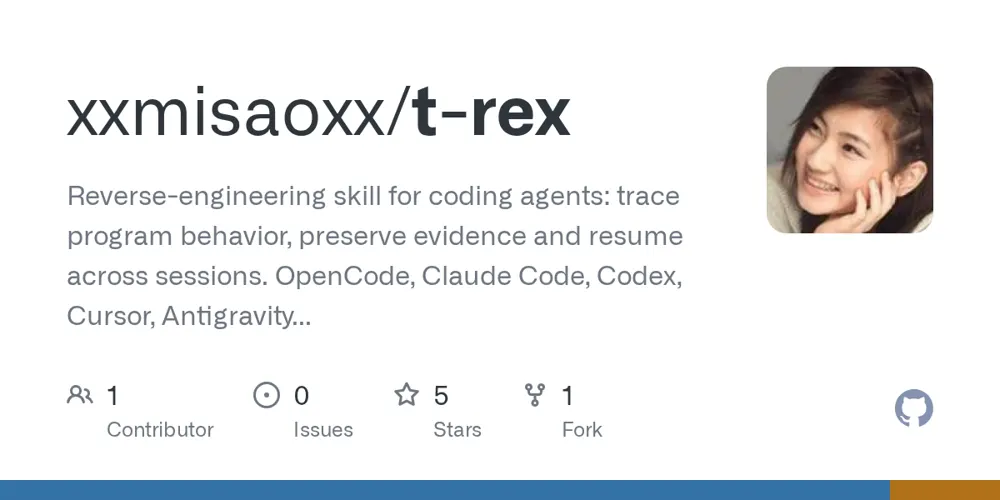 xxmisaoxx/t-rex
Reverse-engineering skill for coding agents: trace
program behavior, preserve evidence and resume
across sessions. OpenCode, Claude Code, Codex,
Cursor, Antigravity...
1 0 5 1
Contributor Issues Stars Fork